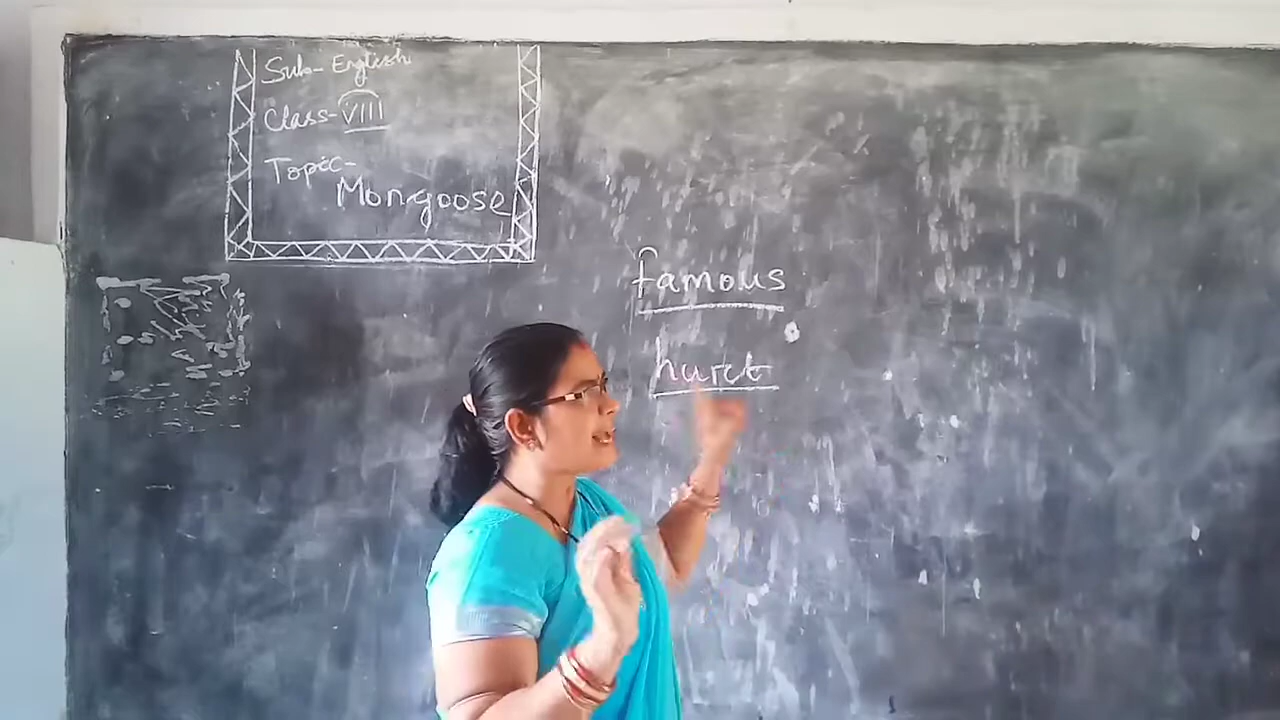 Sub- English
Class- VIII
Topic-
Mongoose
famous
hurt